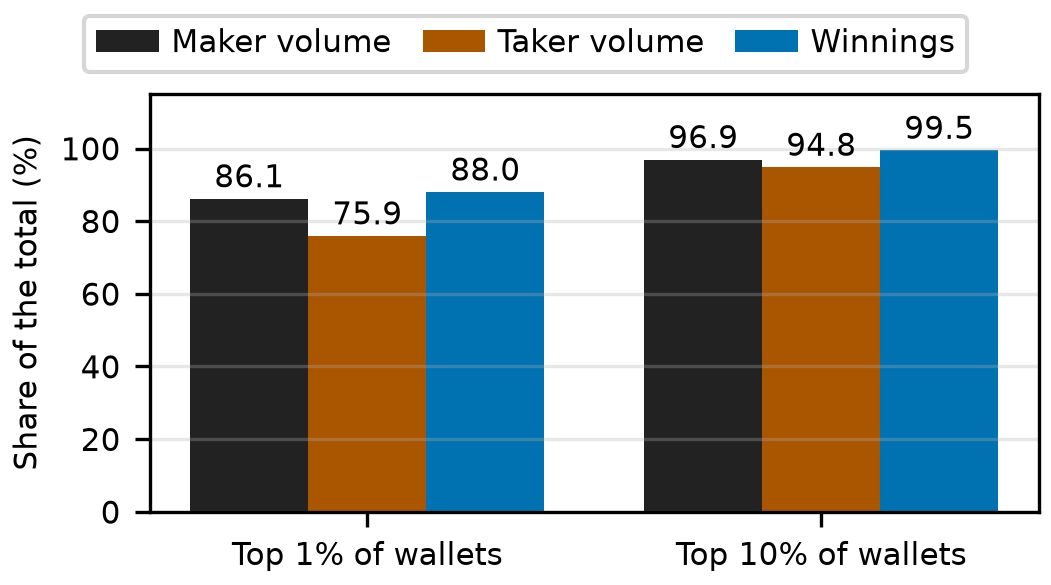 Maker volume Taker volume Winnings
Share of the total (%)
100
80
60
40
20
0
86.1 75.9 88.0 96.9 94.8 99.5
Top 1% of wallets Top 10% of wallets